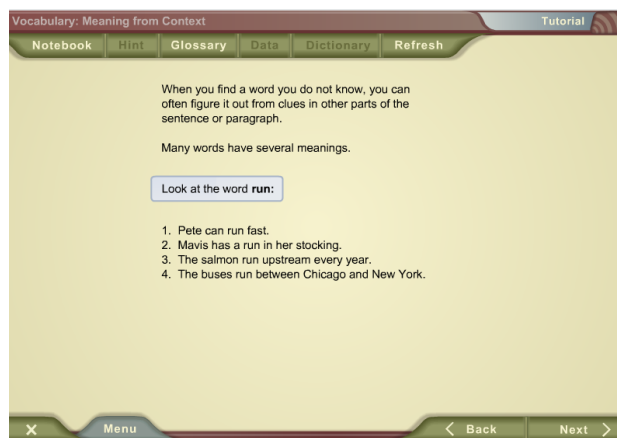 Vocabulary: Meaning from Context
Tutorial
Notebook Hint Glossary Data Dictionary Refresh
When you find a word you do not know, you can
often figure it out from clues in other parts of the
sentence or paragraph.
Many words have several meanings.
Look at the word run:
1. Pete can run fast.
2. Mavis has a run in her stocking.
3. The salmon run upstream every year.
4. The buses run between Chicago and New York.
Menu
Back
Next